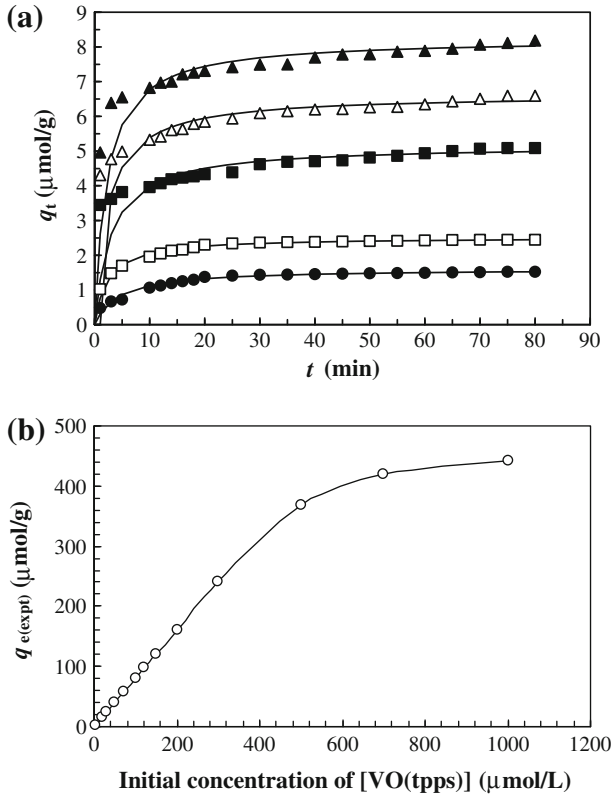 (a)
9
8
7
6
5
4
3
2
1
0
qt (μmol/g)
0 10 20 30 40 50 60 70 80 90
t (min)
(b)
500
400
300
200
100
0
q e(expt) (μmol/g)
0 200 400 600 800 1000 1200
Initial concentration of [VO(tpps)] (μmol/L)